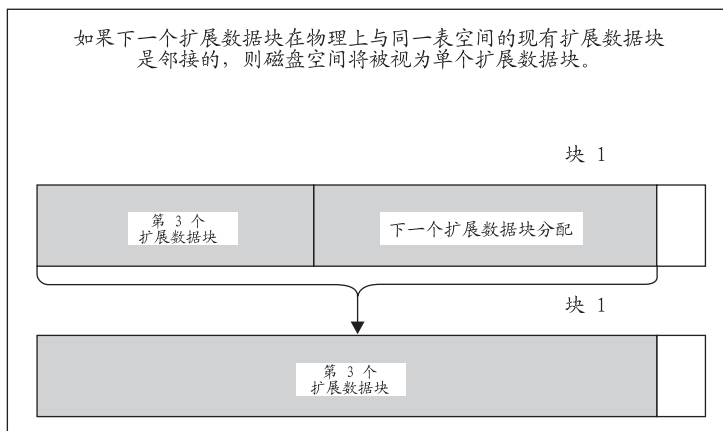 如果下一个扩展数据块在物理上与同一表空间的现有扩展数据块
是邻接的，则磁盘空间将被视为单个扩展数据块。
块 1
第 3 个
扩展数据块
下一个扩展数据块分配
块 1
第 3 个
扩展数据块